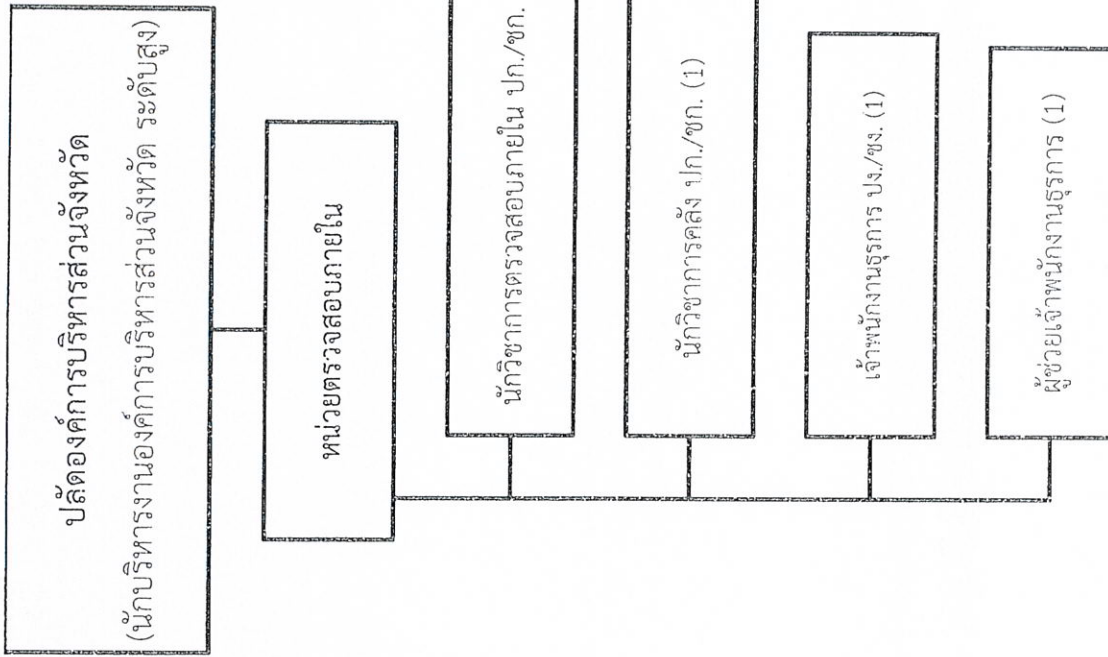 ปลัดองค์การบริหารส่วนจังหวัด
(นักบริหารงานองค์การบริหารส่วนจังหวัด ระดับสูง)
หน่วยตรวจสอบภายใน
นักวิชาการตรวจสอบภายใน ปก./ชก.
นักวิชาการคลัง ปก./ชก. (1)
เจ้าพนักงานธุรการ ปง./ชง. (1)
ผู้ช่วยเจ้าพนักงานธุรการ (1)